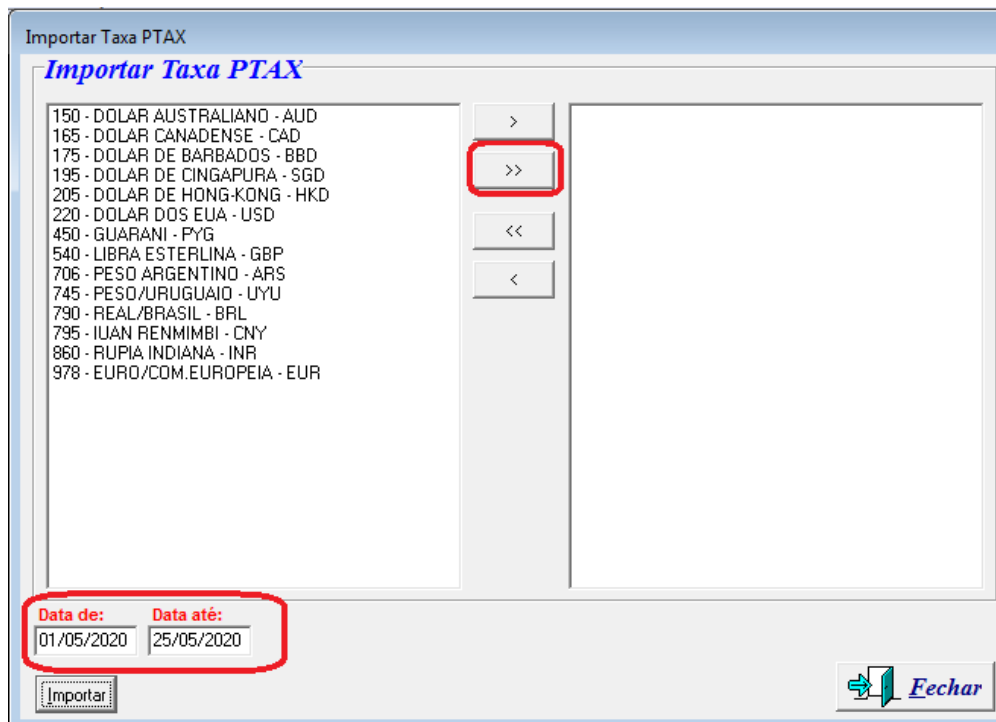 Importar Taxa PTAX
Importar Taxa PTAX
150 - DOLAR AUSTRALIANO - AUD
165 - DOLAR CANADENSE - CAD
175 - DOLAR DE BARBADOS - BBD
195 - DOLAR DE CINGAPURA - SGD
205 - DOLAR DE HONG-KONG - HKD
220 - DOLAR DOS EUA - USD
450 - GUARANI - PYG
540 - LIBRA ESTERLINA - GBP
706 - PESO ARGENTINO - ARS
745 - PESO/URUGUAIO - UYU
790 - REAL/BRASIL - BRL
795 - IUAN RENMIMBI - CNY
860 - RUPIA INDIANA - INR
978 - EURO/COM.EUROPEIA - EUR
>
>>
<<
<
Data de: Data até:
01/05/2020 25/05/2020
Importar
Fechar